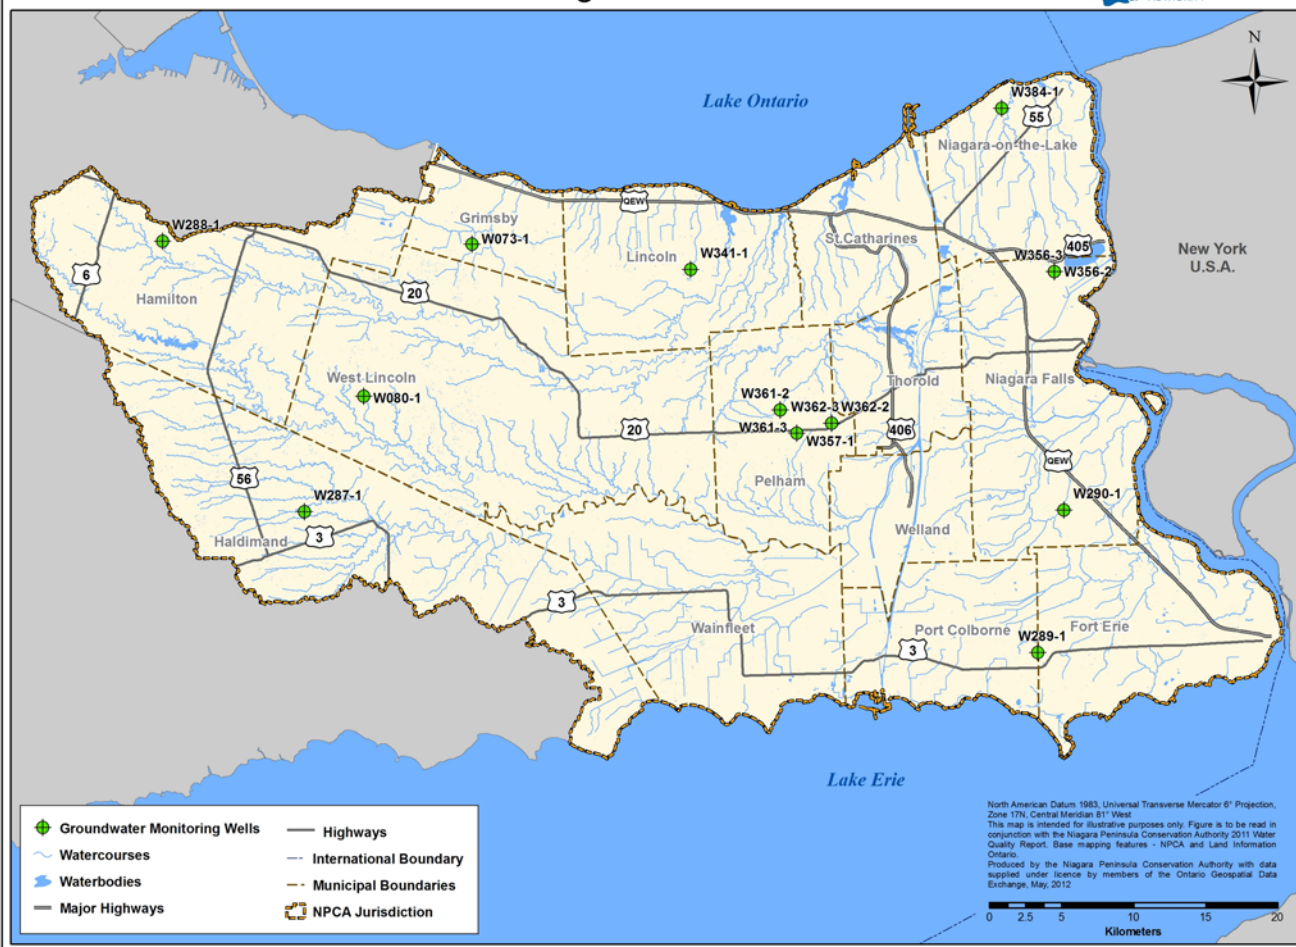 N
Lake Ontario
W384-1
55
Niagara-on-the-Lake
W288-1
QEW
Grimsby
W073-1
St.Catharines
405
W341-1
Lincoln
W356-3
W356-2
New York
U.S.A.
6
Hamilton
20
West Lincoln
W080-1
Thorold
Niagara Falls
W361-2
W362-3
W362-2
W361-3
W357-1
20
406
QEW
56
Pelham
W287-1
W290-1
Haldimand
3
Welland
3
Wainfleet
Port Colborne
Fort Erie
W289-1
3
Lake Erie
Groundwater Monitoring Wells
Watercourses
Waterbodies
Major Highways
Highways
International Boundary
Municipal Boundaries
NPCA Jurisdiction
North American Datum 1983, Universal Transverse Mercator 6° Projection,
Zone 17N, Central Meridian 81° West
This map is intended for illustrative purposes only. Figure is to be read in
conjunction with the Niagara Peninsula Conservation Authority 2011 Water
Quality Report. Base mapping features - NPCA and Land Information
Ontario.
Produced by the Niagara Peninsula Conservation Authority with data
supplied under licence by members of the Ontario Geospatial Data
Exchange, May, 2012
0 2.5 5 10 15 20
Kilometers